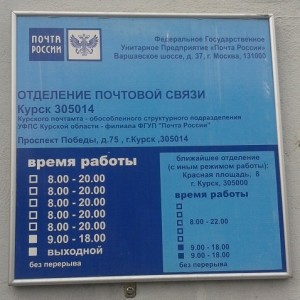 ПОЧТА
РОССИИ
Федеральное Государственное
Унитарное Предприятие «Почта России»
Варшавское шоссе, д.37, г. Москва, 131000
ОТДЕЛЕНИЕ ПОЧТОВОЙ СВЯЗИ
Курск 305014
Курского почтамта - обособленного структурного подразделения
УФПС Курской области - филиала ФГУП "Почта России"
Проспект Победы, д.75 , г.Курск ,305014
время работы
8.00 - 20.00
8.00 - 20.00
8.00 - 20.00
8.00 - 20.00
8.00 - 20.00
9.00 - 18.00
выходной
без перерыва
ближайшее отделение
(с иным режимом работы):
Красная площадь, 8
г.Курск, 305000
время работы
8.00 - 22.00
9.00 - 18.00
9.00 - 18.00
без перерыва